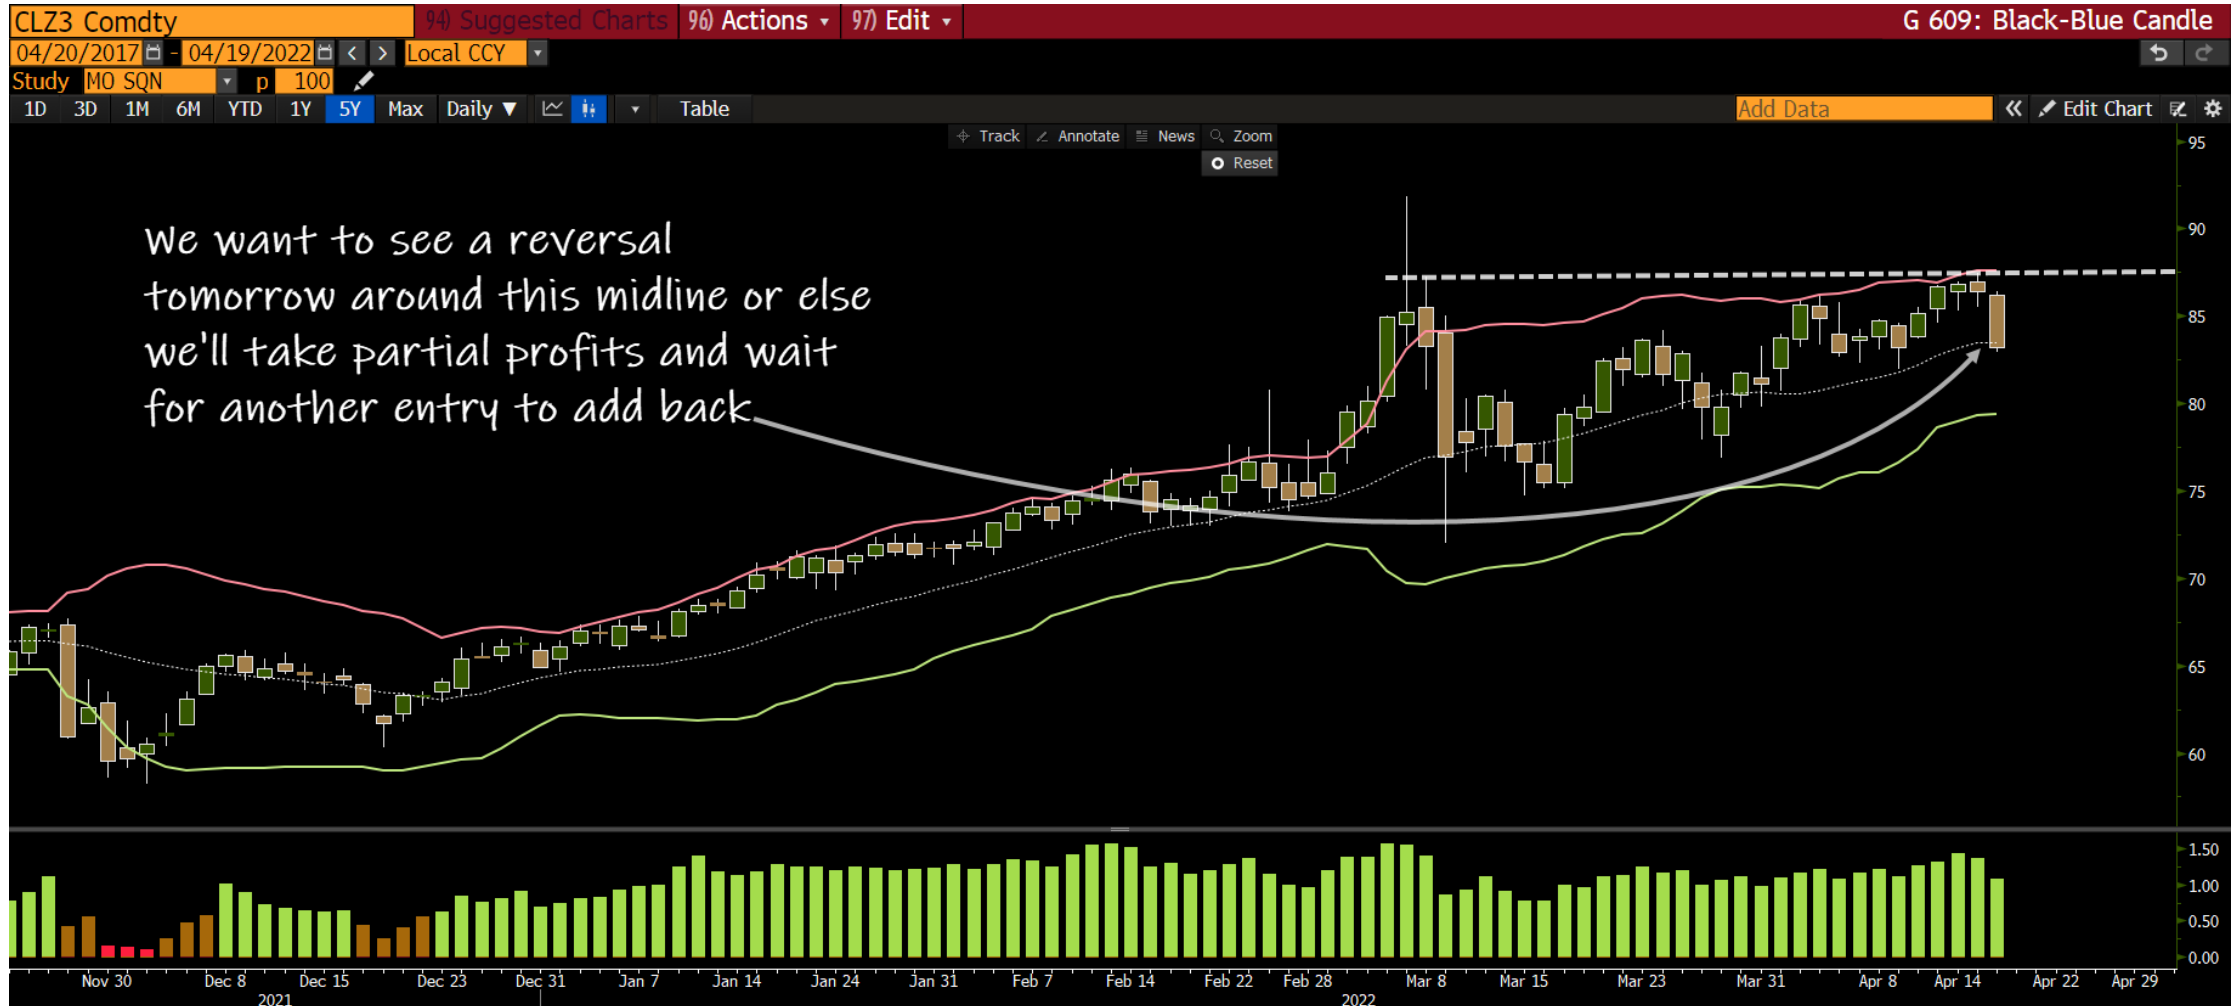 CLZ3 Comdty 94) Suggested Charts 96) Actions 97) Edit G 609: Black-Blue Candle
04/20/2017 - 04/19/2022 < > Local CCY
Study MO SQN p 100
1D 3D 1M 6M YTD 1Y 5Y Max Daily ▼ Table Add Data « Edit Chart
Track Annotate News Zoom
Reset
We want to see a reversal
tomorrow around this midline or else
we'll take partial profits and wait
for another entry to add back
95
90
85
80
75
70
65
60
1.50
1.00
0.50
0.00
Nov 30 Dec 8 Dec 15 Dec 23 Dec 31 Jan 7 Jan 14 Jan 24 Jan 31 Feb 7 Feb 14 Feb 22 Feb 28 Mar 8 Mar 15 Mar 23 Mar 31 Apr 8 Apr 14 Apr 22 Apr 29
2021 2022